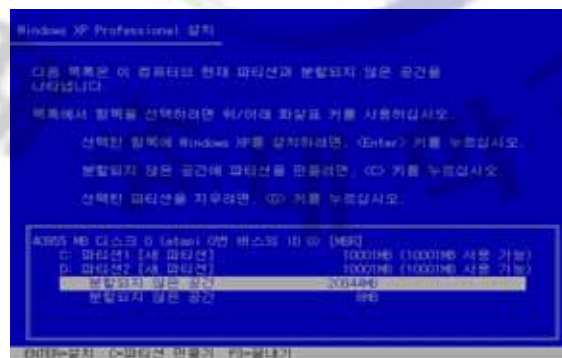 Windows XP Professional 설치
다음 목록은 이 컴퓨터의 현재 파티션과 분할되지 않은 공간을
나타냅니다.
목록에서 항목을 선택하려면 위/아래 화살표 키를 사용하십시오.
선택한 항목에 Windows XP를 설치하려면, <Enter> 키를 누르십시오.
분할되지 않은 공간에 파티션을 만들려면, <C> 키를 누르십시오.
선택한 파티션을 지우려면, <D> 키를 누르십시오.
40955 MB 디스크 0 (atapi 0번 버스의 ID 0) [MBR]
C: 파티션1 [새 파티션] 10001MB (10001MB 사용 가능)
D: 파티션2 [새 파티션] 10001MB (10001MB 사용 가능)
분할되지 않은 공간 20944MB
분할되지 않은 공간 8MB
ENTER=설치 C=파티션 만들기 F3=끝내기